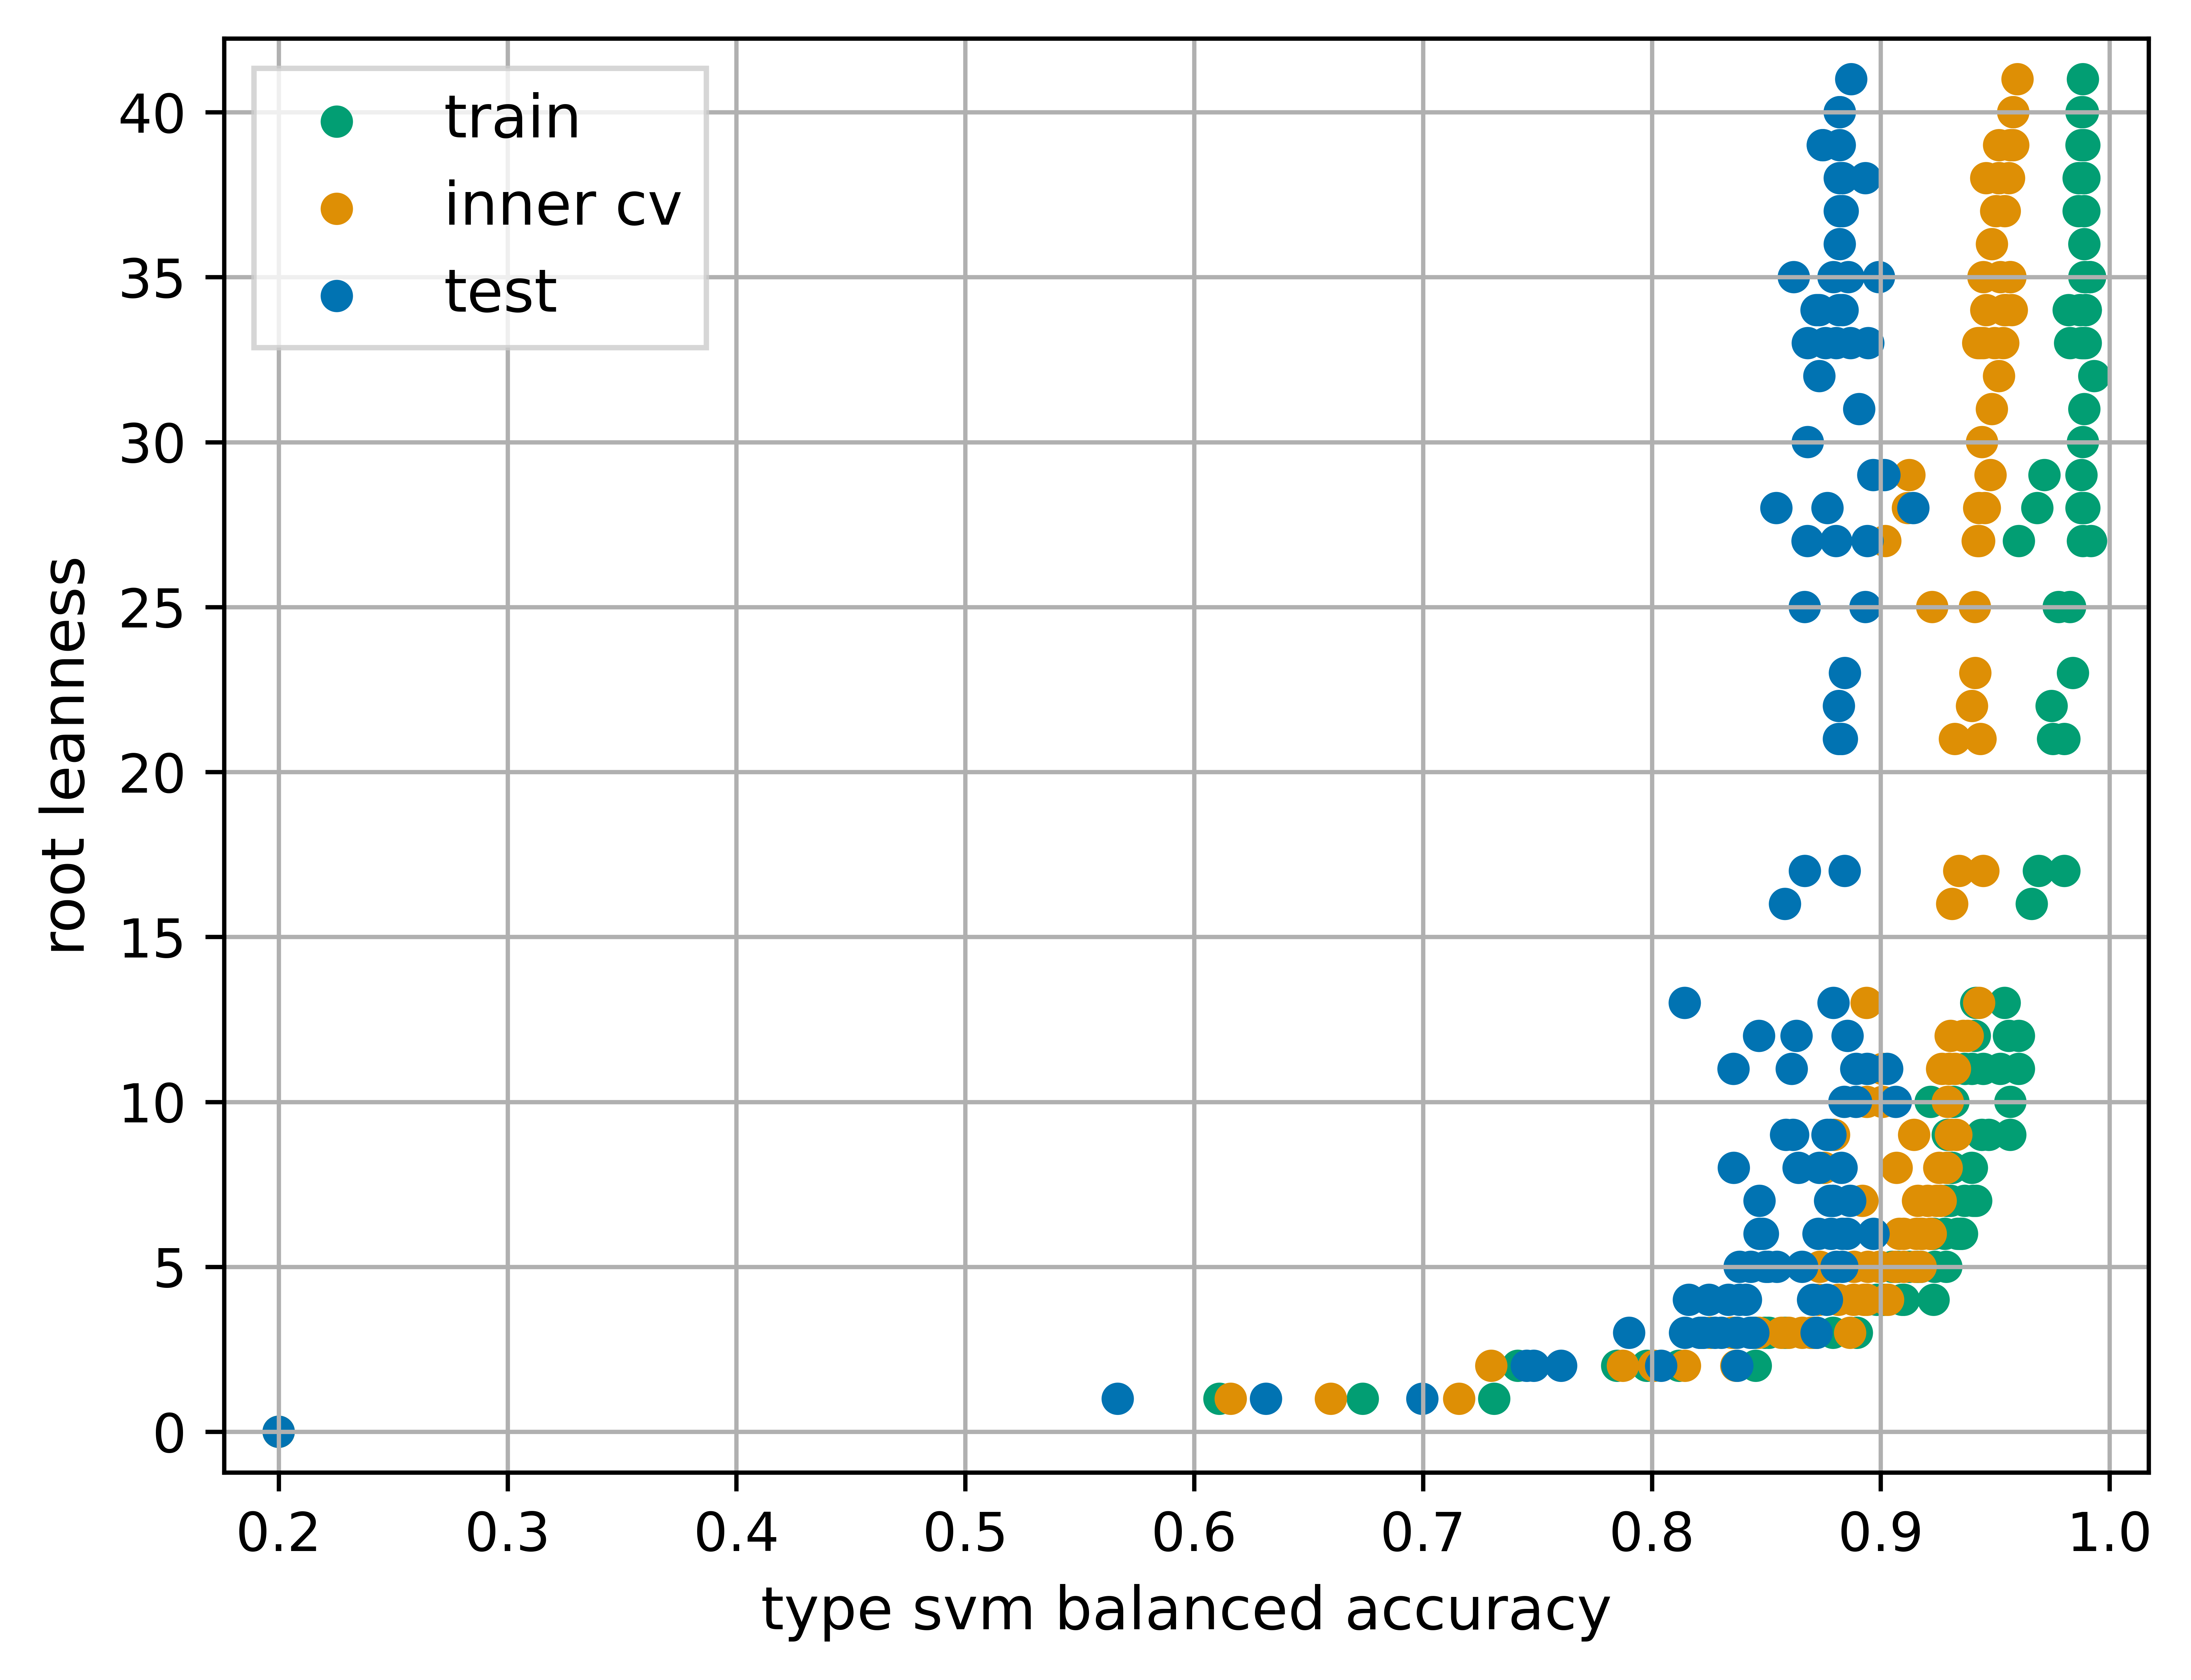 train
inner cv
test
40
35
30
25
20
15
10
5
0
root leanness
0.2 0.3 0.4 0.5 0.6 0.7 0.8 0.9 1.0
type svm balanced accuracy